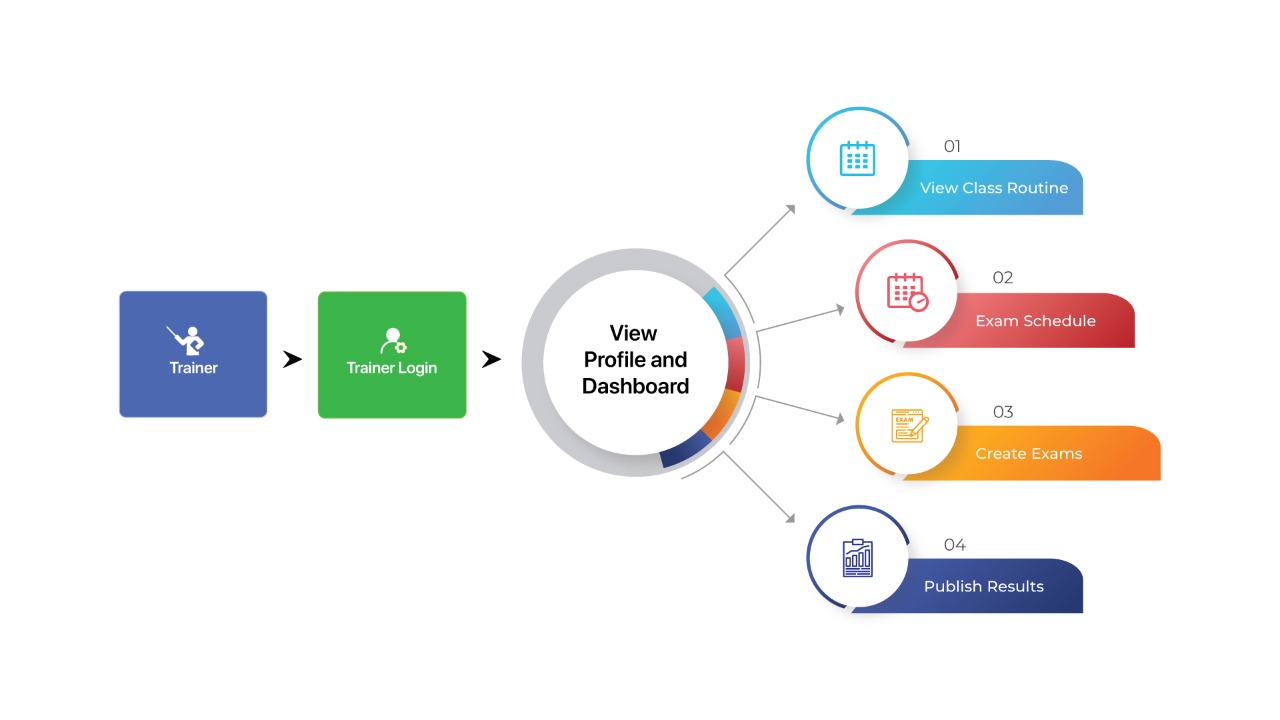 Trainer
Trainer Login
View
Profile and
Dashboard
01
View Class Routine
02
Exam Schedule
03
EXAM
Create Exams
04
Publish Results